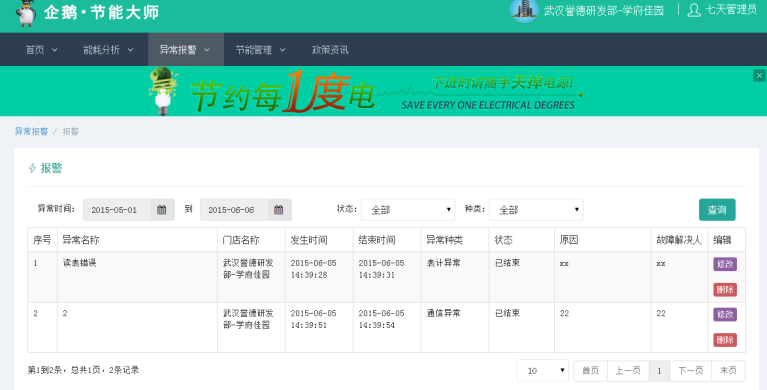 企鹅·节能大师
武汉誉德研发部-学府佳园 | 七天管理员
首页 能耗分析 异常报警 节能管理 政策资讯
节约每1度电
下班时请随手关掉电源!
SAVE EVERY ONE ELECTRICAL DEGREES
异常报警 / 报警
报警
异常时间: 2015-05-01 到 2015-06-06 状态: 全部 种类: 全部 查询
序号 异常名称 门店名称 发生时间 结束时间 异常种类 状态 原因 故障解决人 编辑
1 读表错误 武汉誉德研发 2015-06-05 2015-06-05 表计异常 已结束 xx xx 修改
部-学府佳园 14:39:28 14:39:31
删除
2 2 武汉誉德研发 2015-06-05 2015-06-05 通信异常 已结束 22 22 修改
部-学府佳园 14:39:51 14:39:54
删除
第1到2条，总共1页，2条记录 10 首页 上一页 1 下一页 末页